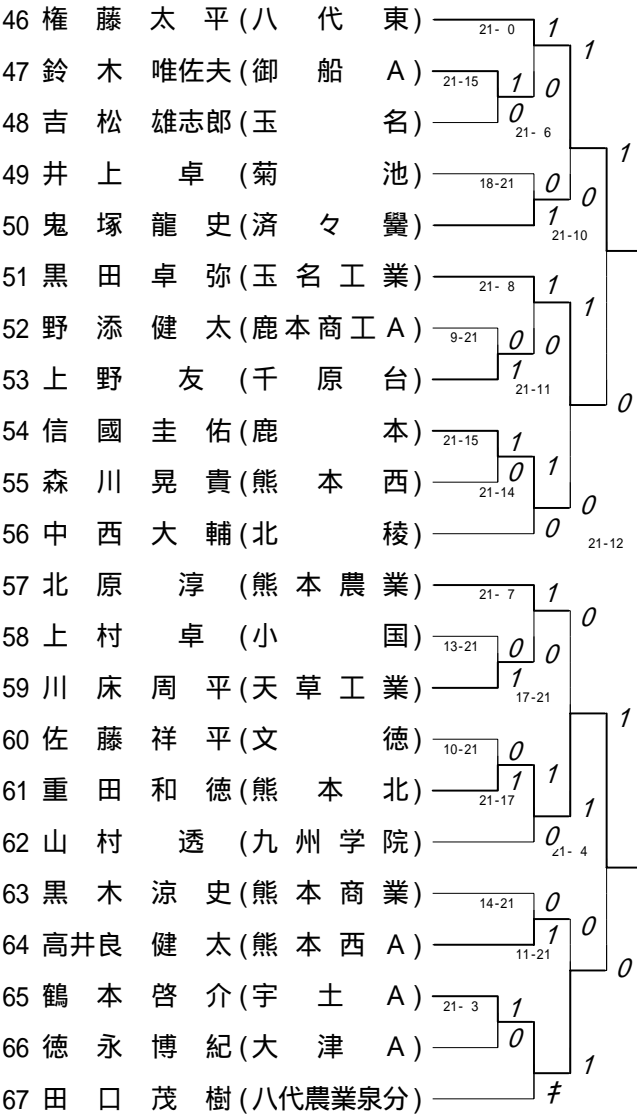 46 権藤太平(八代東)
21- 0 1 1
47 鈴木唯佐夫(御船A)
21-15 1 0
48 吉松雄志郎(玉名)
0 21- 6 1
49 井上卓(菊池)
18-21 0 0
50 鬼塚龍史(済々黌)
1 21-10
51 黒田卓弥(玉名工業)
21- 8 1 1
52 野添健太(鹿本商工A)
9-21 0 0
53 上野友(千原台)
1 21-11 0
54 信國圭佑(鹿本)
21-15 1 1
55 森川晃貴(熊本西)
0 21-14 0
56 中西大輔(北稜)
0 21-12
57 北原淳(熊本農業)
21- 7 1 0
58 上村卓(小国)
13-21 0 0
59 川床周平(天草工業)
1 17-21 1
60 佐藤祥平(文徳)
10-21 0
61 重田和徳(熊本北)
1 1 21-17 1
62 山村透(九州学院)
0 21- 4
63 黒木涼史(熊本商業)
14-21 0 0
64 高井良健太(熊本西A)
1 11-21 0
65 鶴本啓介(宇土A)
21- 3 1
66 徳永博紀(大津A)
0 1
67 田口茂樹(八代農業泉分)
キ